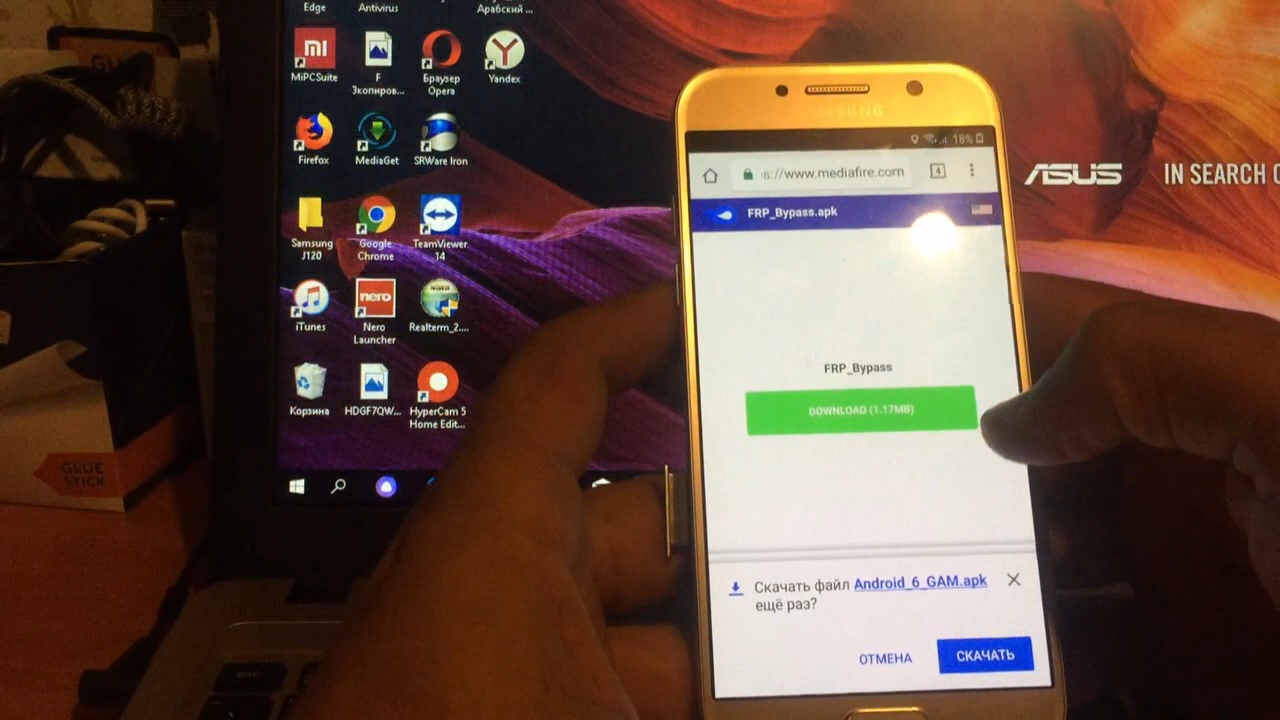 Edge
Antivirus
Арабский ...
MiPCSuite
F
Зкопиров...
Браузер
Opera
Yandex
Firefox
MediaGet
SRWare Iron
Samsung
J120
Google
Chrome
TeamViewer
14
iTunes
nero
Nero
Launcher
Realterm_2....
Корзина
HDGF7QW...
HyperCam 5
Home Edit...
GLUE
STICK
ASUS
IN SEARCH O
SAMSUNG
18%
s://www.mediafire.com
4
FRP_Bypass.apk
FRP_Bypass
DOWNLOAD (1.17MB)
Скачать файл Android_6_GAM.apk
ещё раз?
ОТМЕНА
СКАЧАТЬ
esc